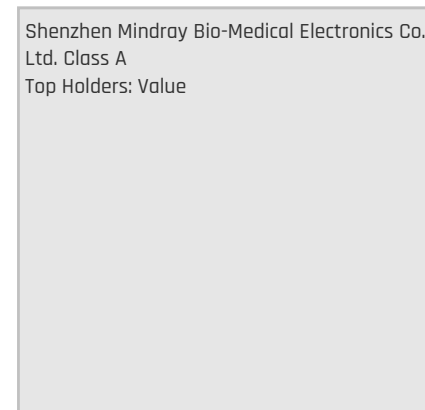 Shenzhen Mindray Bio-Medical Electronics Co.
Ltd. Class A
Top Holders: Value